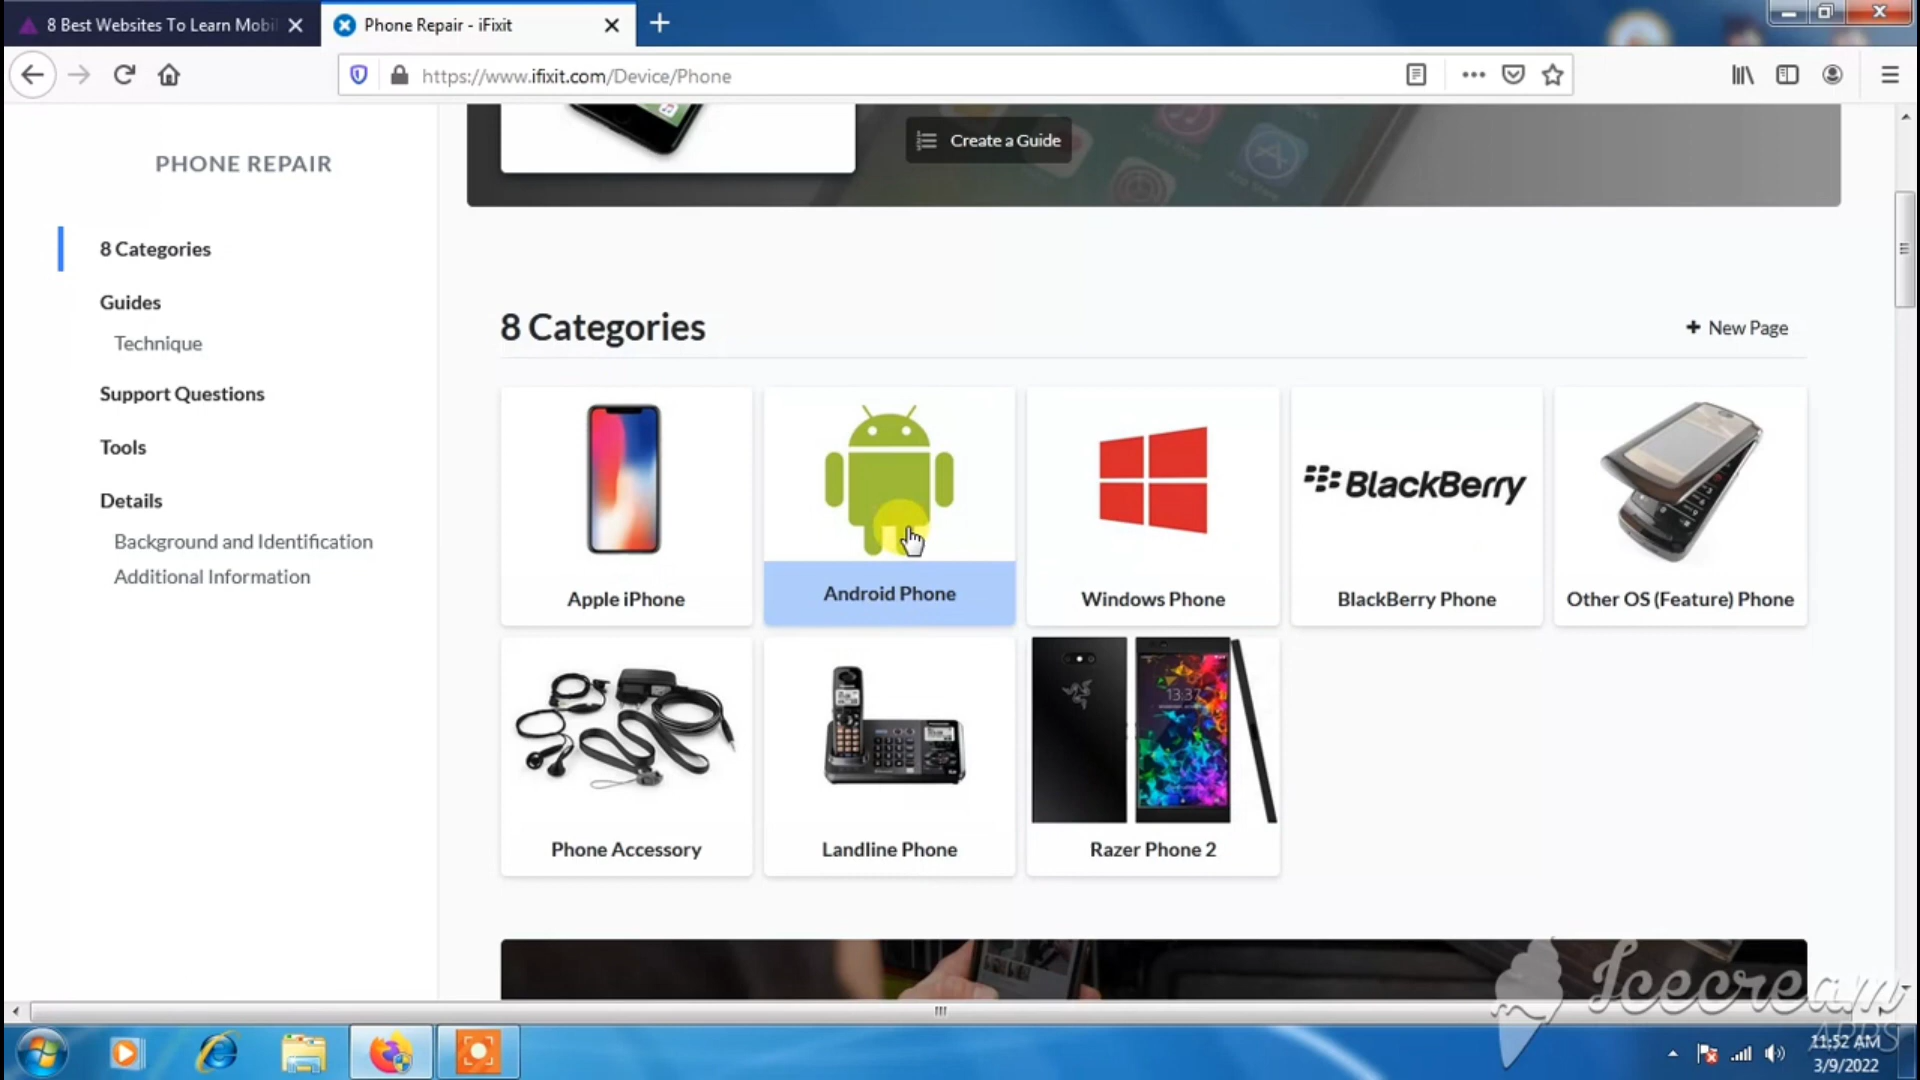 8 Best Websites To Learn Mobi
Phone Repair - iFixit
https://www.ifixit.com/Device/Phone
PHONE REPAIR
8 Categories
Guides
Technique
Support Questions
Tools
Details
Background and Identification
Additional Information
Create a Guide
8 Categories
+ New Page
Apple iPhone
Android Phone
Windows Phone
BlackBerry
BlackBerry Phone
Other OS (Feature) Phone
13:37
Phone Accessory
Landline Phone
Razer Phone 2
Icecream
APPS
11:52 AM
3/9/2022